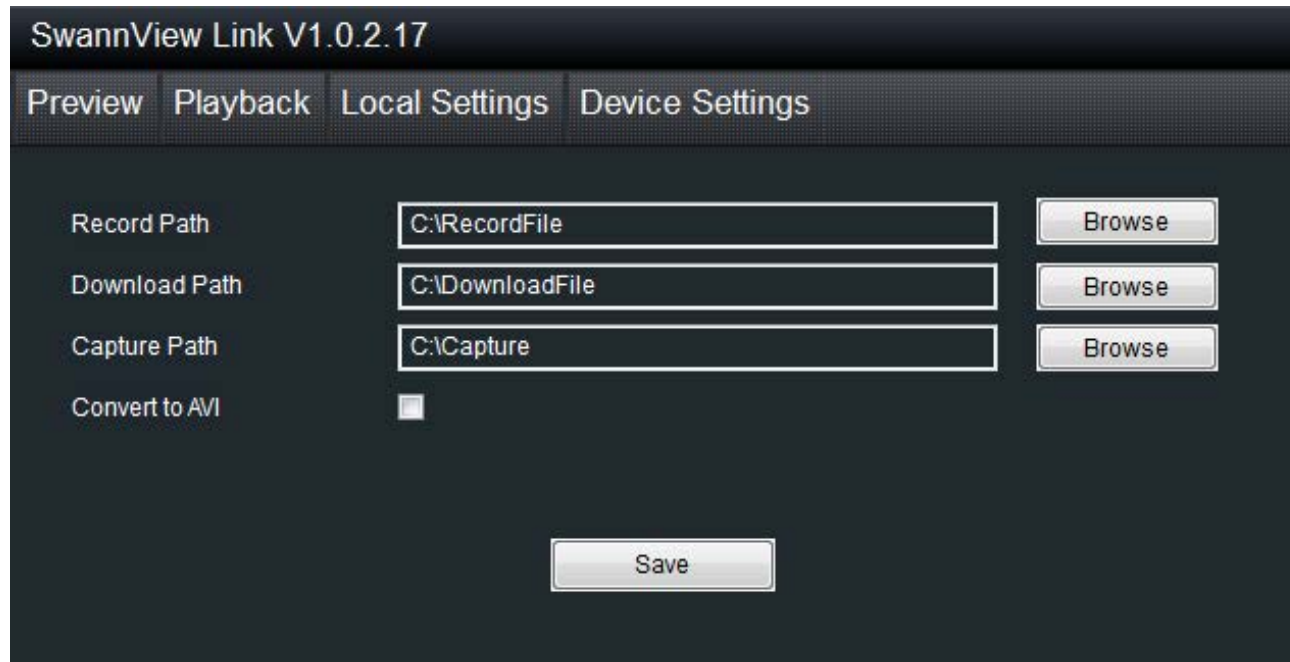 SwannView Link V1.0.2.17
Preview Playback Local Settings Device Settings
Record Path C:\RecordFile Browse
Download Path C:\DownloadFile Browse
Capture Path C:\Capture Browse
Convert to AVI
Save